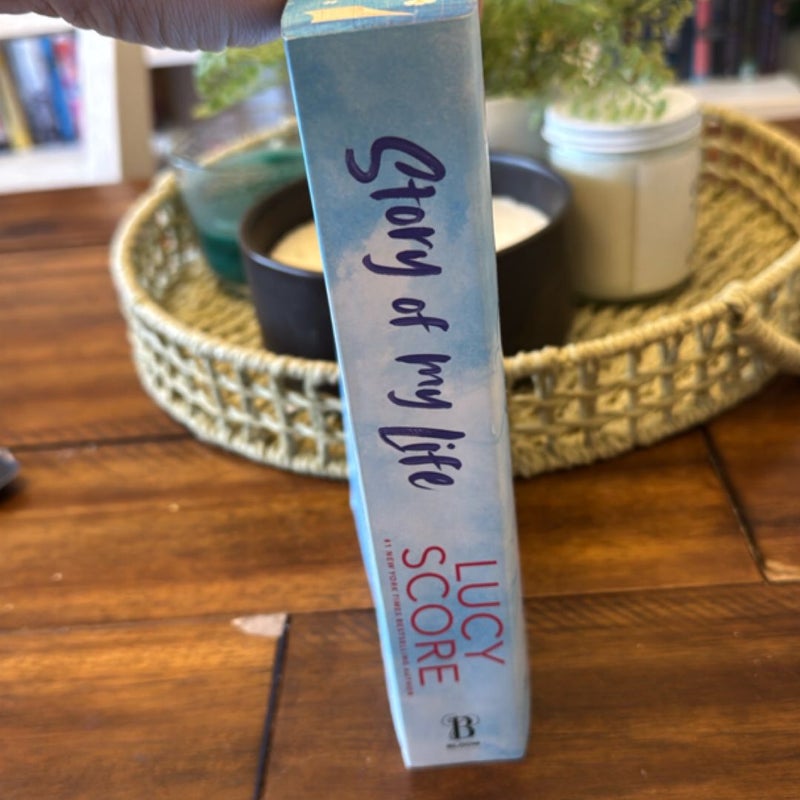 Story of my Life
LUCY
SCORE
#1 NEW YORK TIMES BESTSELLING AUTHOR
B
BLOOM